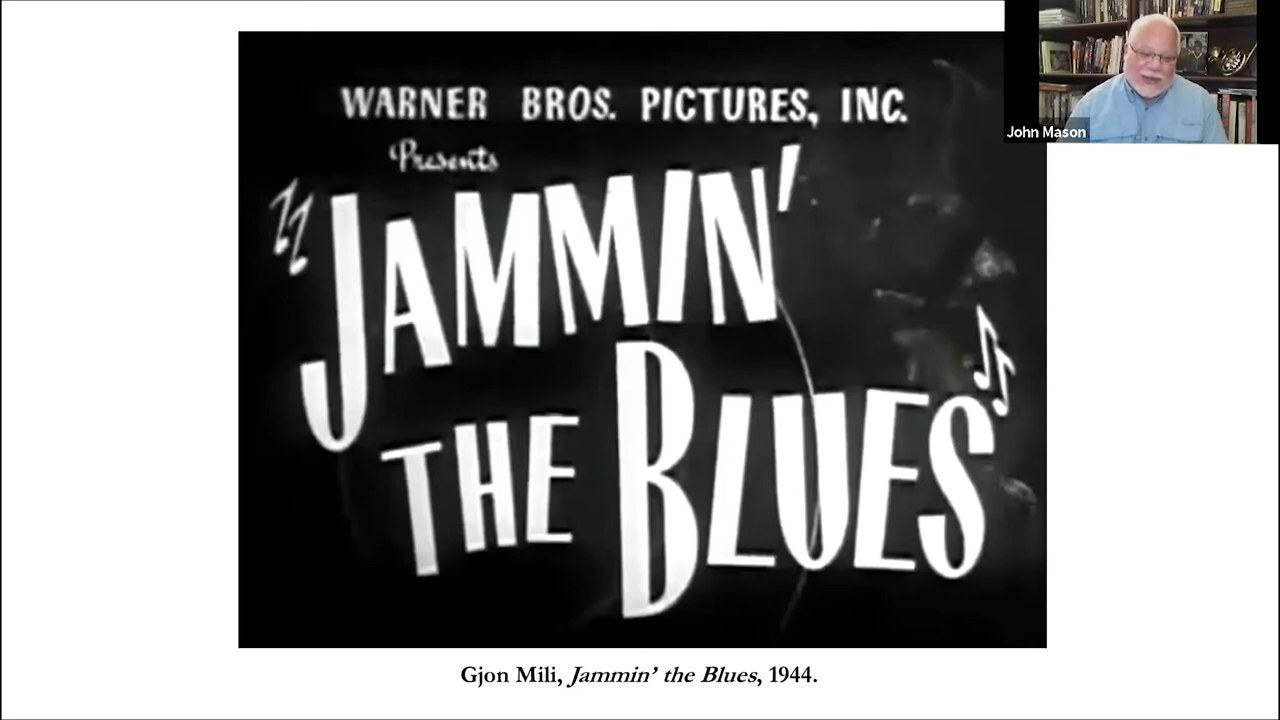 WARNER BROS. PICTURES, INC.
Presents
JAMMIN'
THE BLUES
John Mason
Gjon Mili, Jammin' the Blues, 1944.